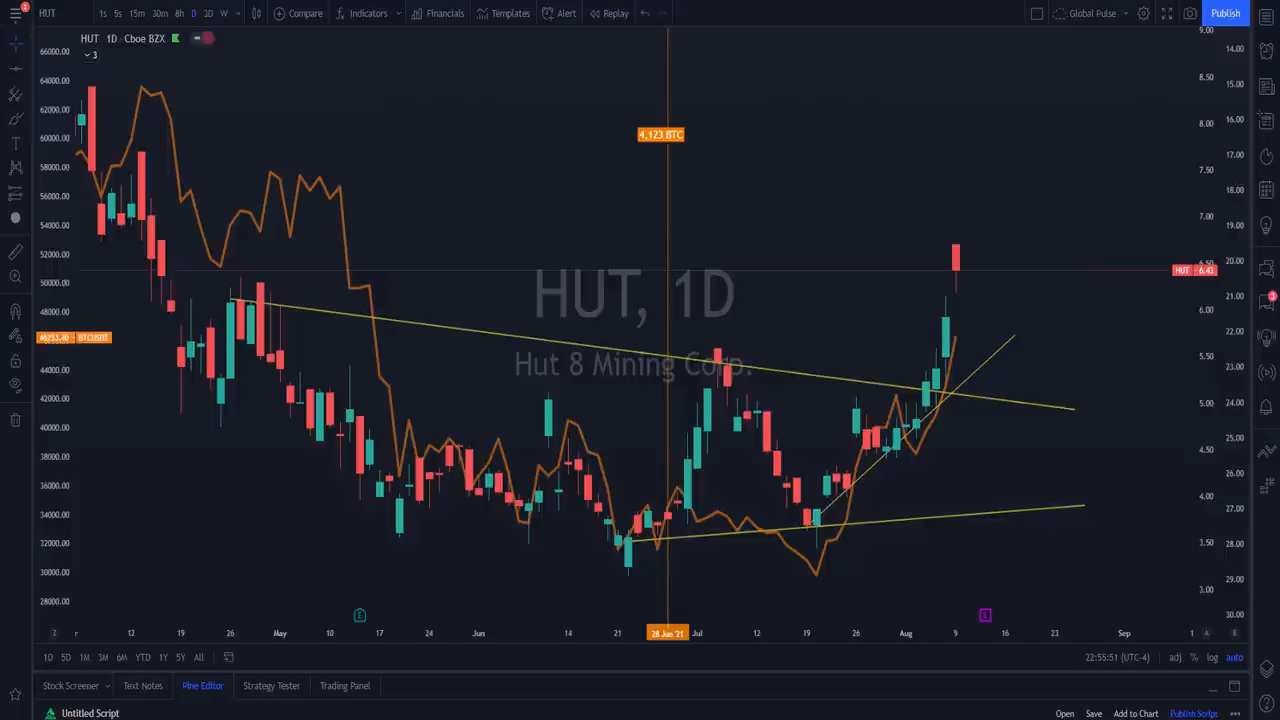 2
HUT
1s 5s 15m 30m 8h D 3D W
Compare
Indicators
Financials
Templates
Alert
Replay
Global Pulse
Publish
HUT 1D · Cboe BZX
3
4,123 BTC
HUT, 1D
Hut 8 Mining Corp.
66000.00
64000.00
62000.00
60000.00
58000.00
56000.00
54000.00
52000.00
50000.00
48000.00
46253.40 BTCUSDT
44000.00
42000.00
40000.00
38000.00
36000.00
34000.00
32000.00
30000.00
28000.00
9.00
8.50
8.00
7.50
7.00
6.50
HUT 6.43
6.00
5.50
5.00
4.50
4.00
3.50
3.00
14.00
15.00
16.00
17.00
18.00
19.00
20.00
21.00
22.00
23.00
24.00
25.00
26.00
27.00
28.00
29.00
30.00
3
E
E
Z r 12 19 26 May 10 17 24 Jun 14 21 28 Jun '21 Jul 12 19 26 Aug 9 16 23 Sep 1 A
1D 5D 1M 3M 6M YTD 1Y 5Y All
22:55:51 (UTC-4) adj % log auto
Stock Screener Text Notes Pine Editor Strategy Tester Trading Panel
Untitled Script
Open Save Add to Chart Publish Script